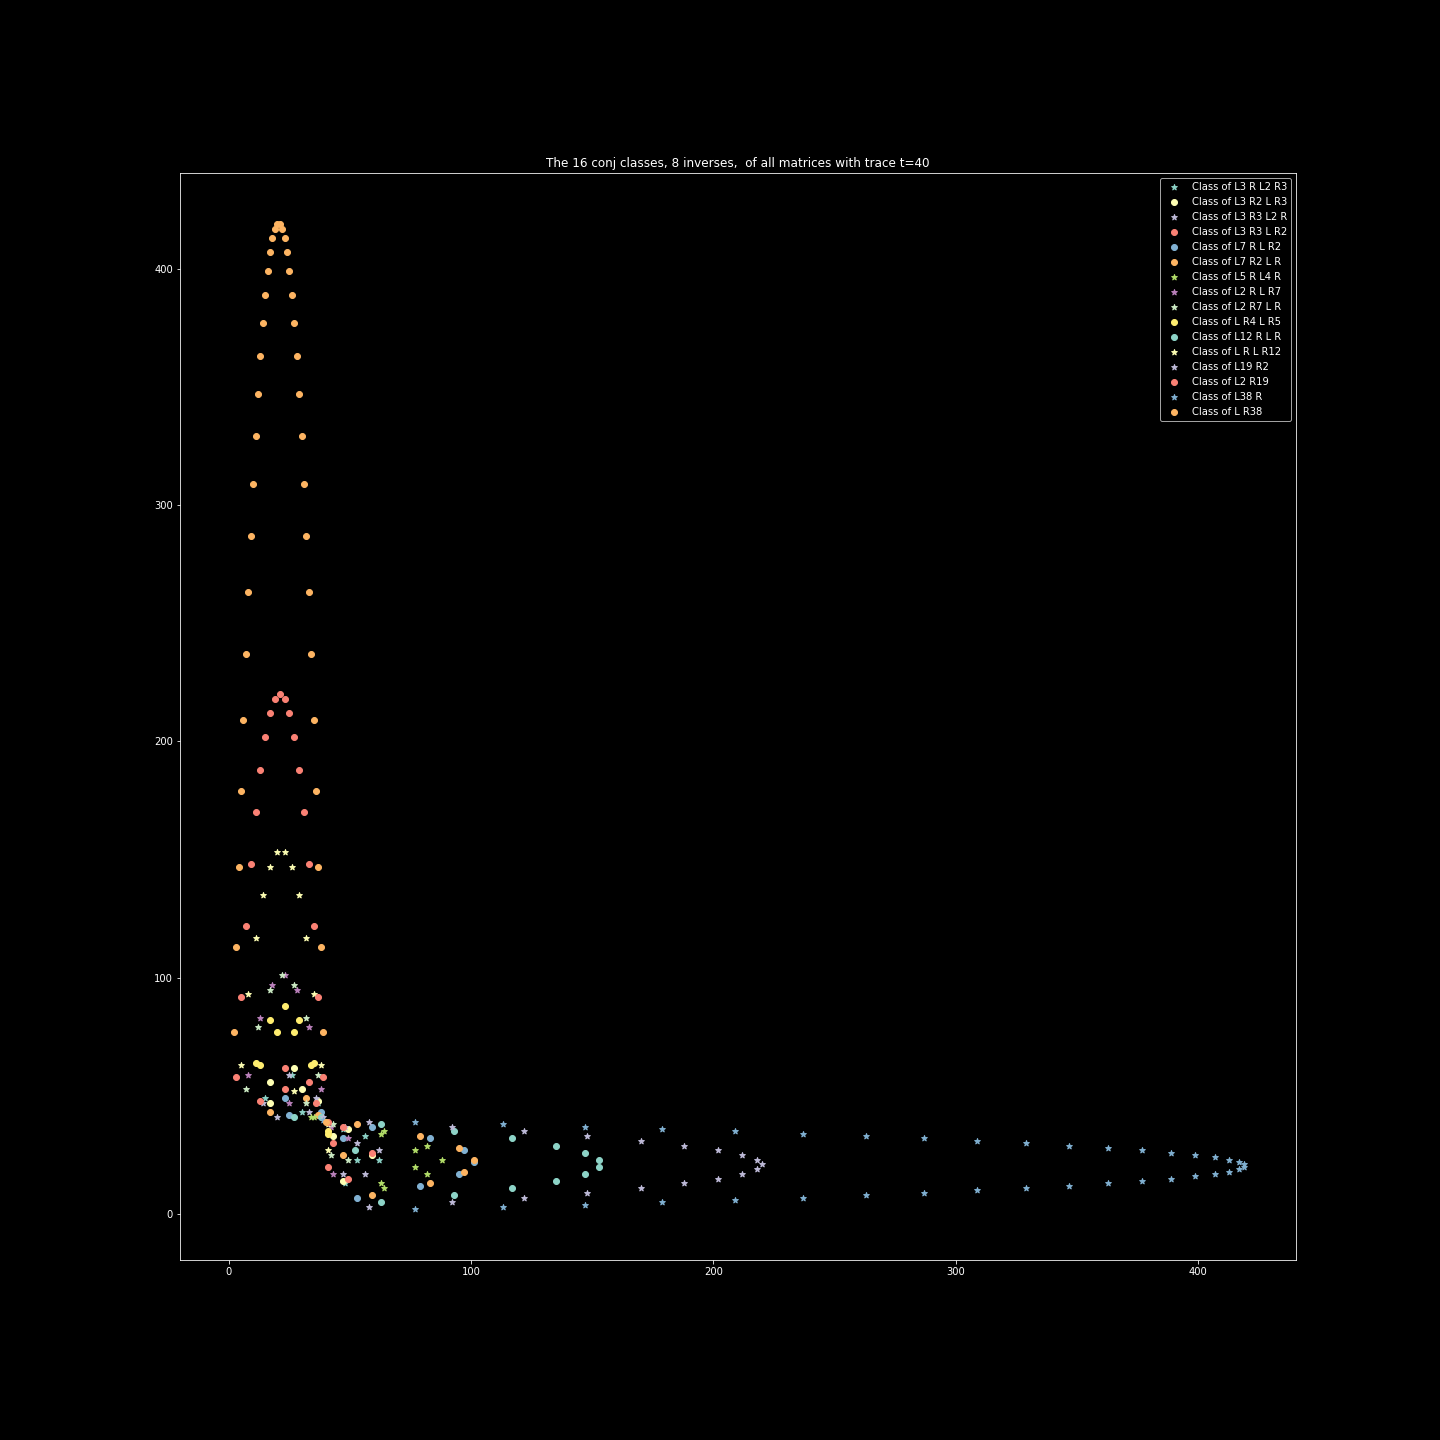 The 16 conj classes, 8 inverses,  of all matrices with trace t=40
Class of L3 R L2 R3
Class of L3 R2 L R3
Class of L3 R3 L2 R
Class of L3 R3 L R2
Class of L7 R L R2
Class of L7 R2 L R
Class of L5 R L4 R
Class of L2 R L R7
Class of L2 R7 L R
Class of L R4 L R5
Class of L12 R L R
Class of L R L R12
Class of L19 R2
Class of L2 R19
Class of L38 R
Class of L R38
400
300
200
100
0
0 100 200 300 400